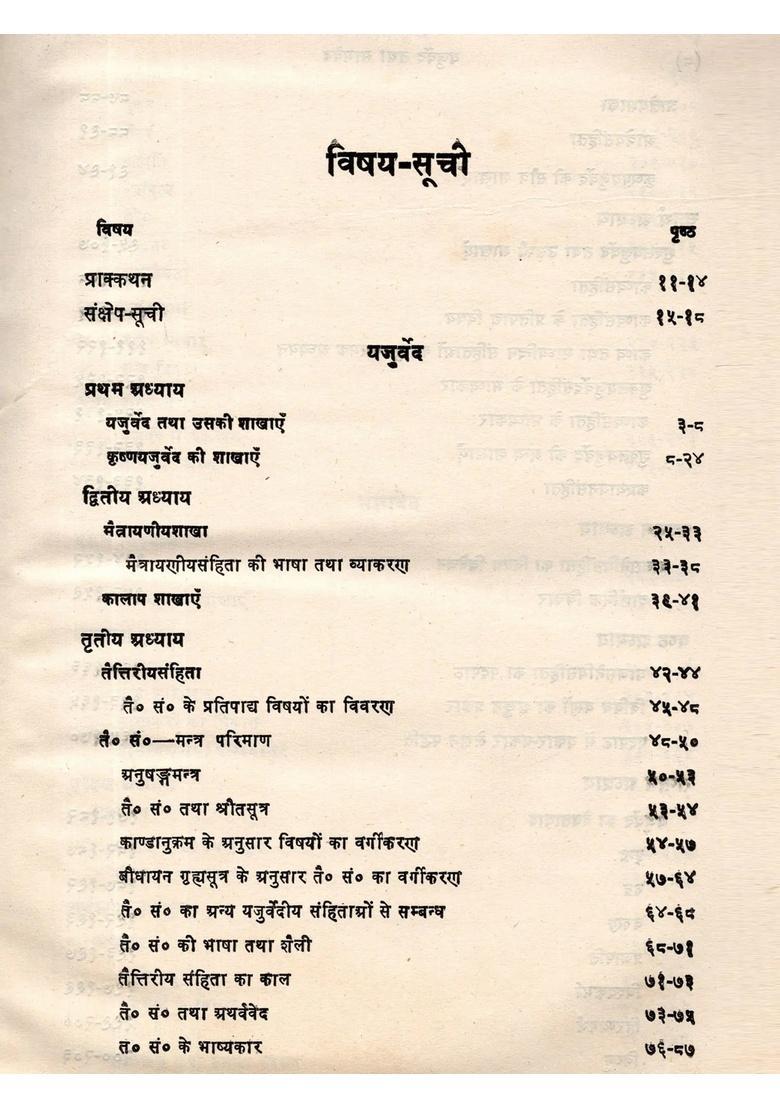 विषय-सूची
विषय पृष्ठ
प्राक्कथन ११-१४
संक्षेप-सूची १५-१८
यजुर्वेद
प्रथम अध्याय
यजुर्वेद तथा उसकी शाखाएँ ३-८
कृष्णयजुर्वेद की शाखाएँ ८-२४
द्वितीय अध्याय
मैत्रायणीयशाखा २५-३३
मैत्रायणीयसंहिता की भाषा तथा व्याकरण ३३-३८
कालाप शाखाएँ ३९-४१
तृतीय अध्याय
तैत्तिरीयसंहिता ४२-४४
तै० सं० के प्रतिपाद्य विषयों का विवरण ४५-४८
तै० सं०—मन्त्र परिमाण ४८-५०
अनुषङ्गमन्त्र ५०-५३
तै० सं० तथा श्रौतसूत्र ५३-५४
काण्डानुक्रम के अनुसार विषयों का वर्गीकरण ५४-५७
बौधायन गृह्यसूत्र के अनुसार तै० सं० का वर्गीकरण ५७-६४
तै० सं० का अन्य यजुर्वेदीय संहिताओं से सम्बन्ध ६४-६८
तै० सं० की भाषा तथा शैली ६८-७१
तैत्तिरीय संहिता का काल ७१-७३
तै० सं० तथा अथर्ववेद ७३-७५
त० सं० के भाष्यकार ७६-८७